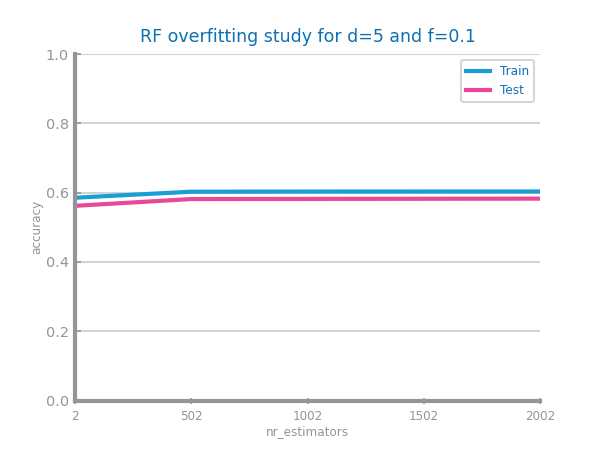 RF overfitting study for d=5 and f=0.1
1.0
Train
Test
0.8
0.6
accuracy
0.4
0.2
0.0
2 502 1002 1502 2002
nr_estimators